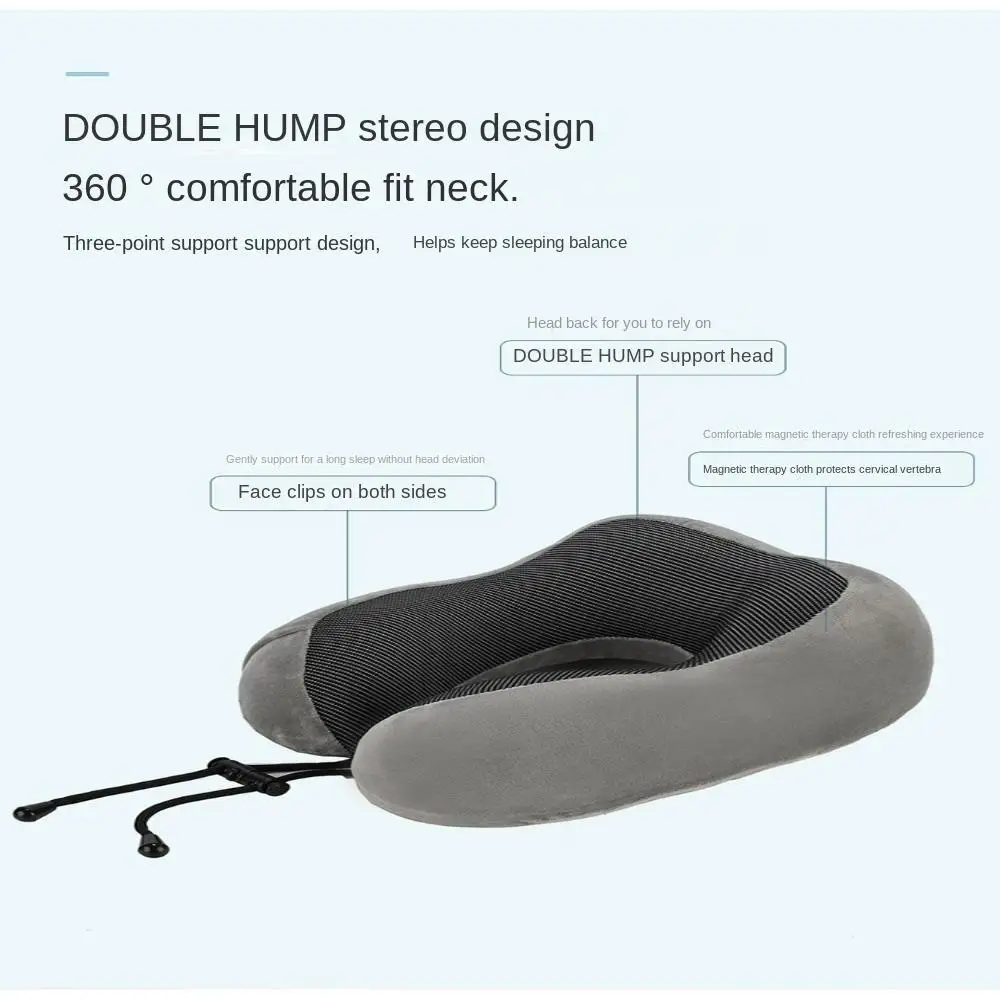 DOUBLE HUMP stereo design
360 ° comfortable fit neck.
Three-point support support design, Helps keep sleeping balance
Head back for you to rely on
DOUBLE HUMP support head
Comfortable magnetic therapy cloth refreshing experience
Magnetic therapy cloth protects cervical vertebra
Gently support for a long sleep without head deviation
Face clips on both sides